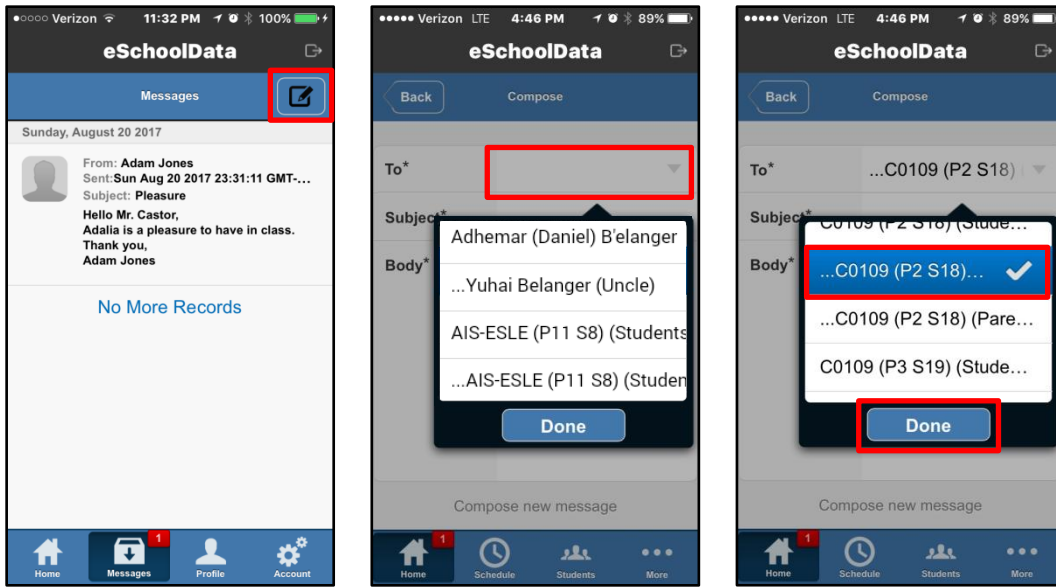 Verizon 11:32 PM 100%
eSchoolData
Messages
Sunday, August 20 2017
From: Adam Jones
Sent:Sun Aug 20 2017 23:31:11 GMT-...
Subject: Pleasure
Hello Mr. Castor,
Adalia is a pleasure to have in class.
Thank you,
Adam Jones
No More Records
1
Home Messages Profile Account
Verizon LTE 4:46 PM 89%
eSchoolData
Back Compose
To*
Subject*
Body*
Adhemar (Daniel) B'elanger
...Yuhai Belanger (Uncle)
AIS-ESLE (P11 S8) (Students
...AIS-ESLE (P11 S8) (Studen
Done
Compose new message
1
Home Schedule Students More
Verizon LTE 4:46 PM 89%
eSchoolData
Back Compose
To* ...C0109 (P2 S18)
Subject*
Body*
C0109 (P2 S18) (Stude...
...C0109 (P2 S18)...
...C0109 (P2 S18) (Pare...
C0109 (P3 S19) (Stude...
Done
Compose new message
1
Home Schedule Students More